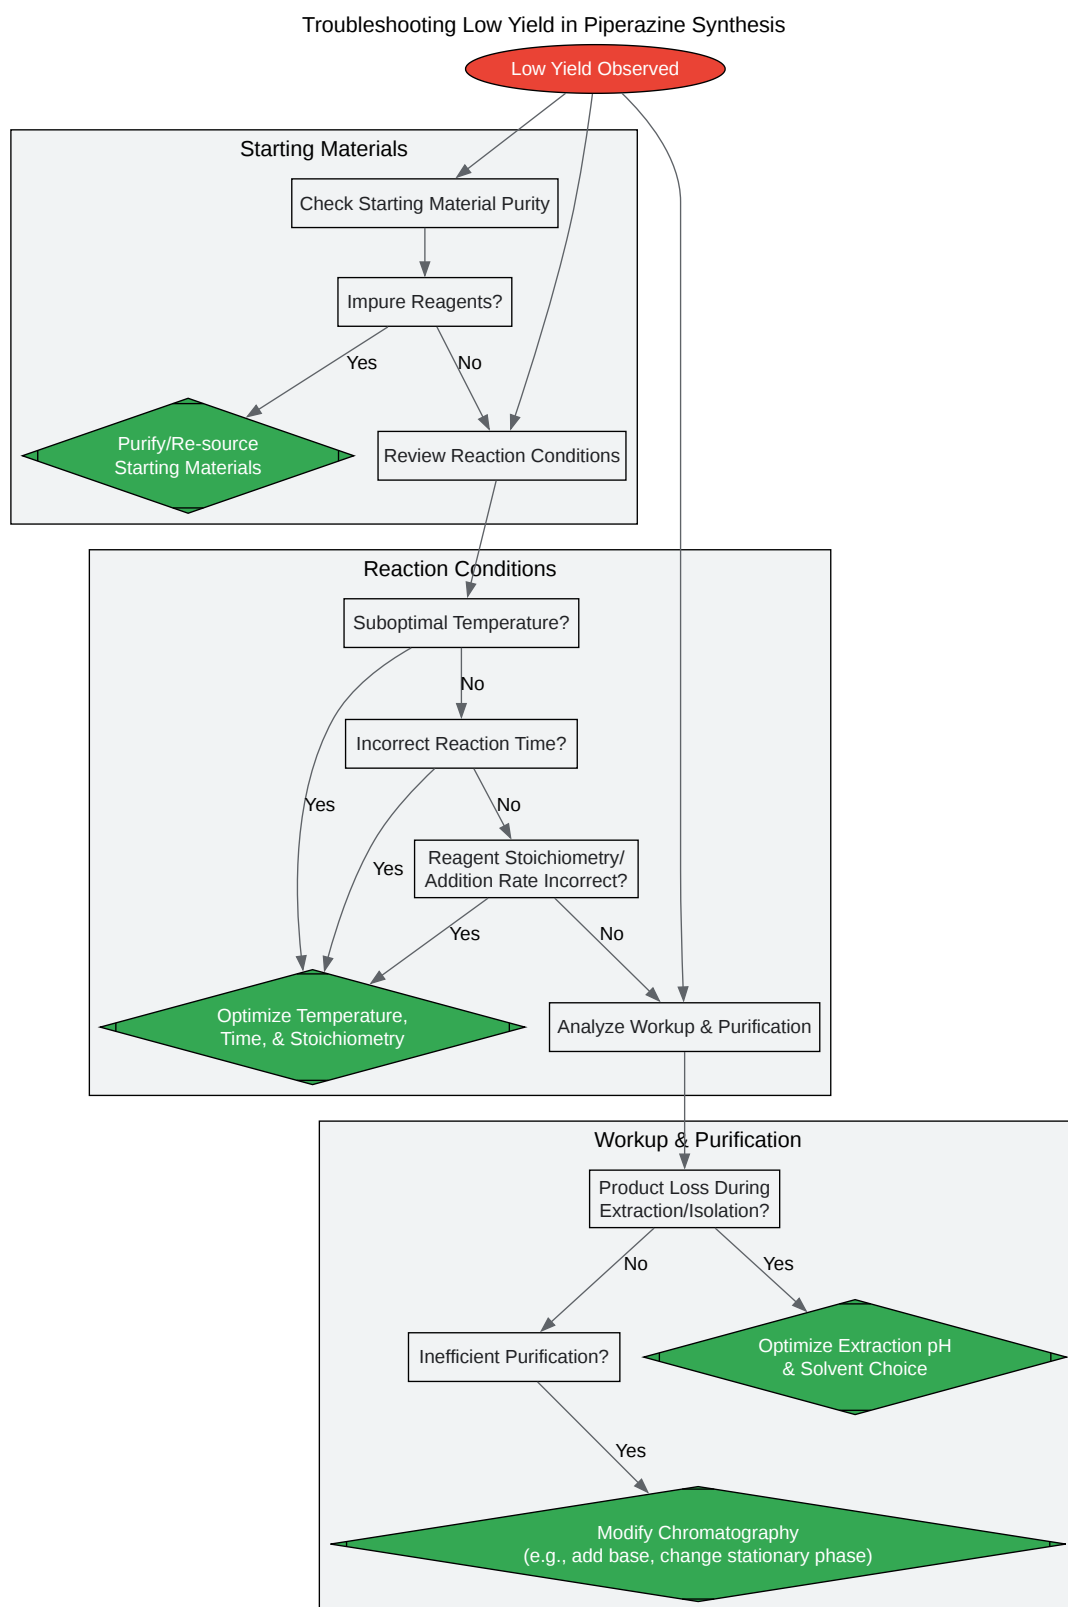 Troubleshooting Low Yield in Piperazine Synthesis
Low Yield Observed
Starting Materials
Check Starting Material Purity
Impure Reagents?
Yes
No
Purify/Re-source
Starting Materials
Review Reaction Conditions
Reaction Conditions
Suboptimal Temperature?
No
Incorrect Reaction Time?
Yes
No
Yes
Reagent Stoichiometry/
Addition Rate Incorrect?
Yes
No
Optimize Temperature,
Time, & Stoichiometry
Analyze Workup & Purification
Workup & Purification
Product Loss During
Extraction/Isolation?
No
Yes
Inefficient Purification?
Optimize Extraction pH
& Solvent Choice
Yes
Modify Chromatography
(e.g., add base, change stationary phase)